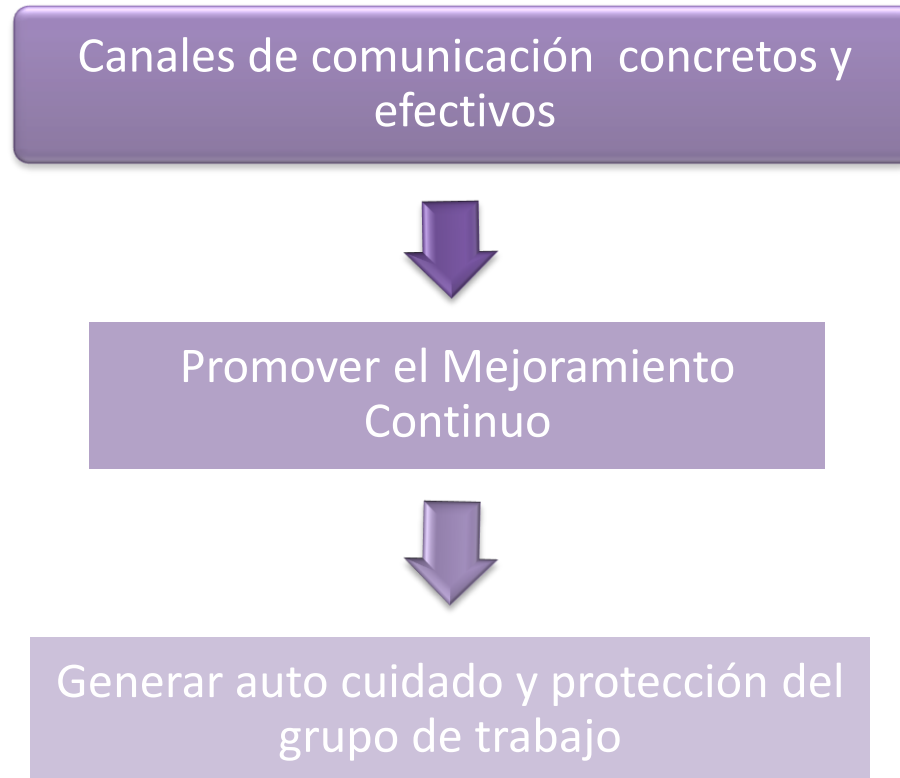 Canales de comunicación  concretos y
efectivos
Promover el Mejoramiento
Continuo
Generar auto cuidado y protección del
grupo de trabajo